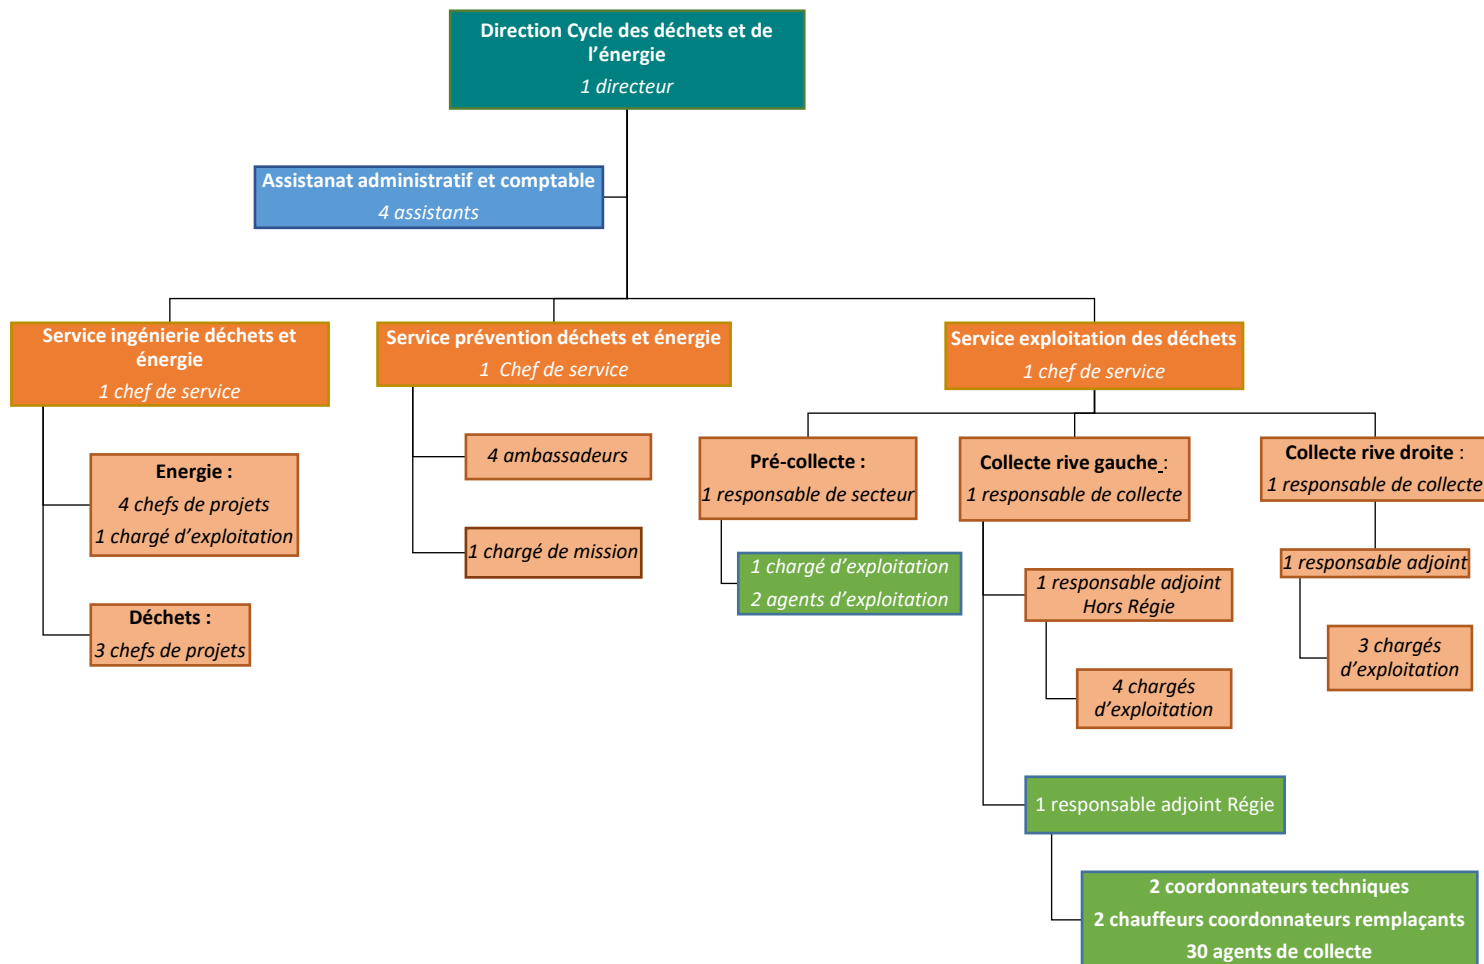 Direction Cycle des déchets et de
l'énergie
1 directeur
Assistanat administratif et comptable
4 assistants
Service ingénierie déchets et
énergie
1 chef de service
Service prévention déchets et énergie
1 Chef de service
Service exploitation des déchets
1 chef de service
Energie :
4 chefs de projets
1 chargé d'exploitation
Déchets :
3 chefs de projets
4 ambassadeurs
1 chargé de mission
Pré-collecte :
1 responsable de secteur
1 chargé d'exploitation
2 agents d'exploitation
Collecte rive gauche :
1 responsable de collecte
1 responsable adjoint
Hors Régie
4 chargés
d'exploitation
1 responsable adjoint Régie
2 coordonnateurs techniques
2 chauffeurs coordonnateurs remplaçants
30 agents de collecte
Collecte rive droite :
1 responsable de collecte
1 responsable adjoint
3 chargés
d'exploitation